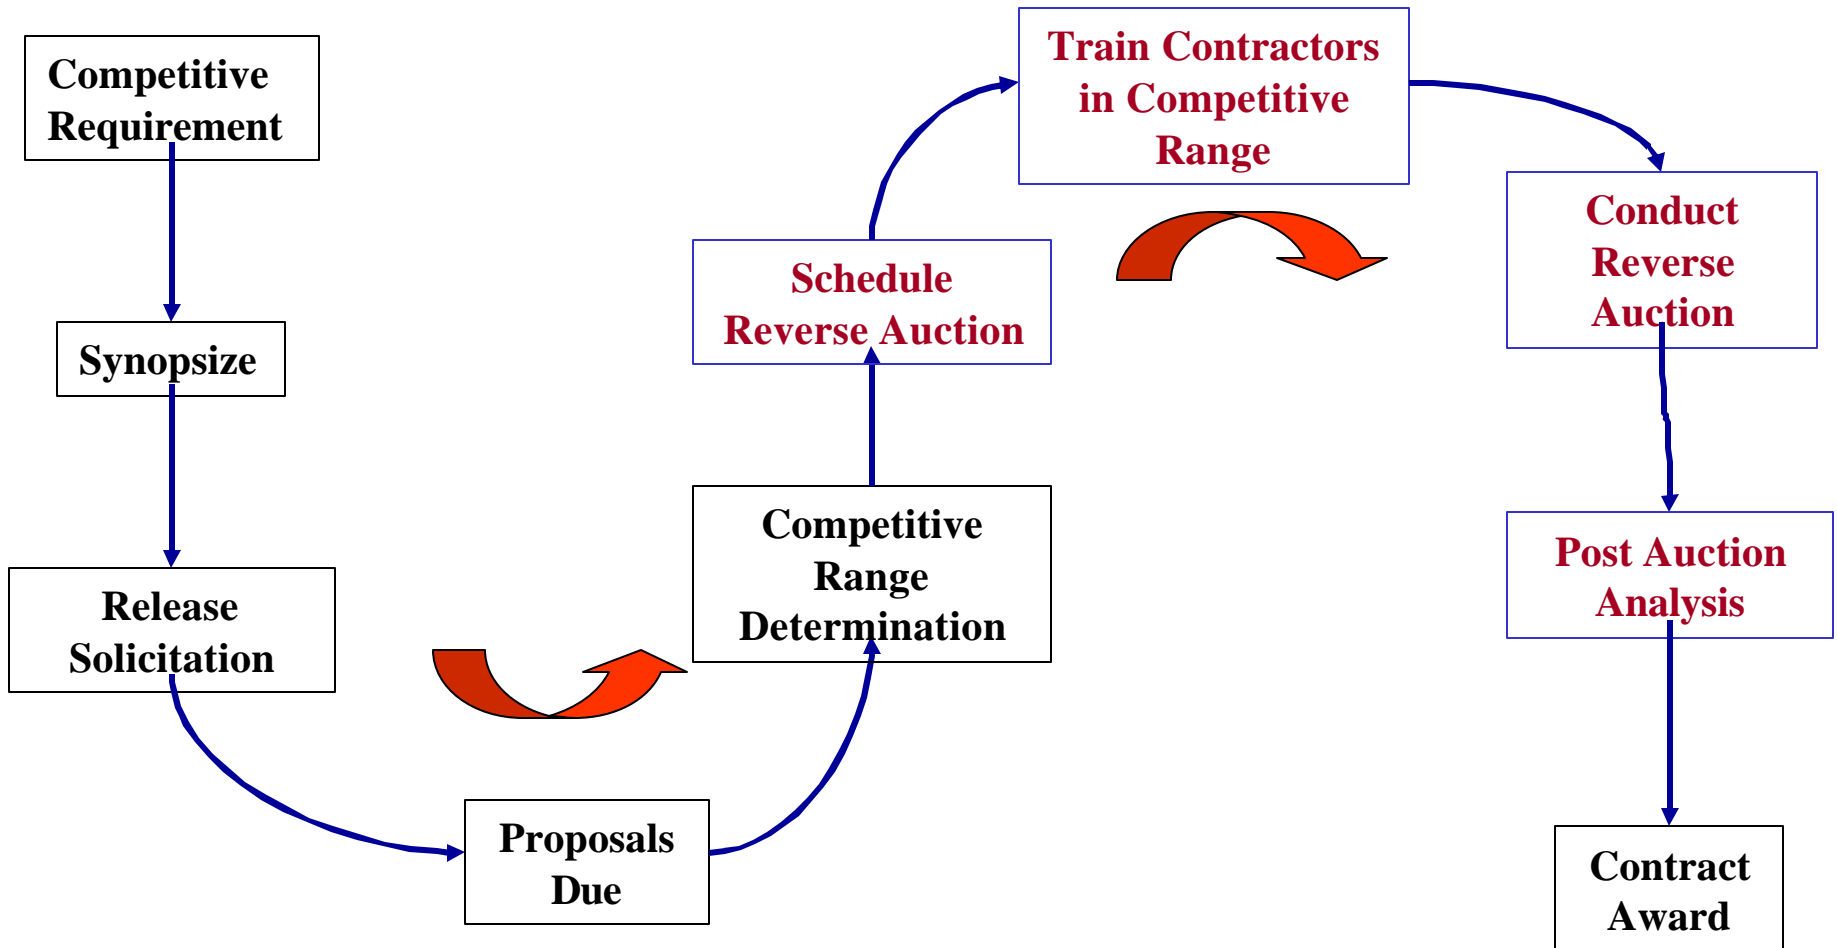 Competitive
Requirement
Synopsize
Release
Solicitation
Proposals
Due
Competitive
Range
Determination
Schedule
Reverse Auction
Train Contractors
in Competitive
Range
Conduct
Reverse
Auction
Post Auction
Analysis
Contract
Award